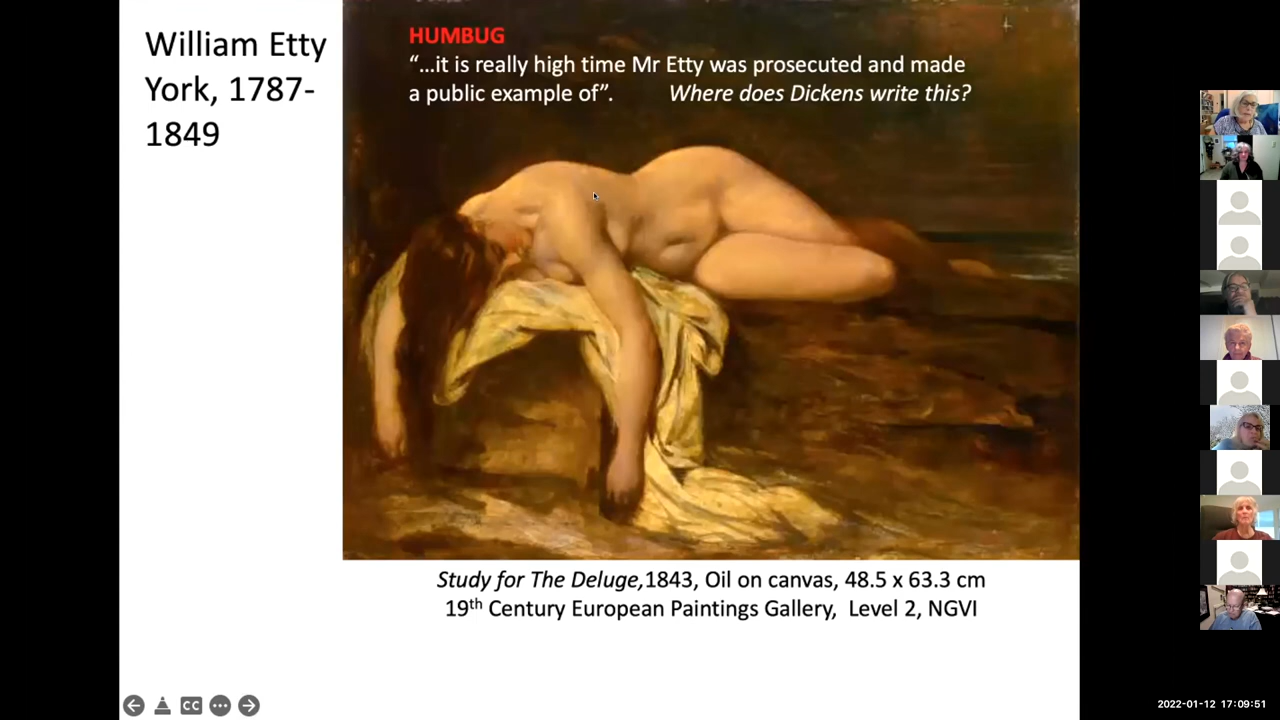 William Etty
York, 1787-
1849
HUMBUG
“…it is really high time Mr Etty was prosecuted and made
a public example of”. Where does Dickens write this?
Study for The Deluge,1843, Oil on canvas, 48.5 x 63.3 cm
19th Century European Paintings Gallery, Level 2, NGVI
CC
2022-01-12 17:09:51